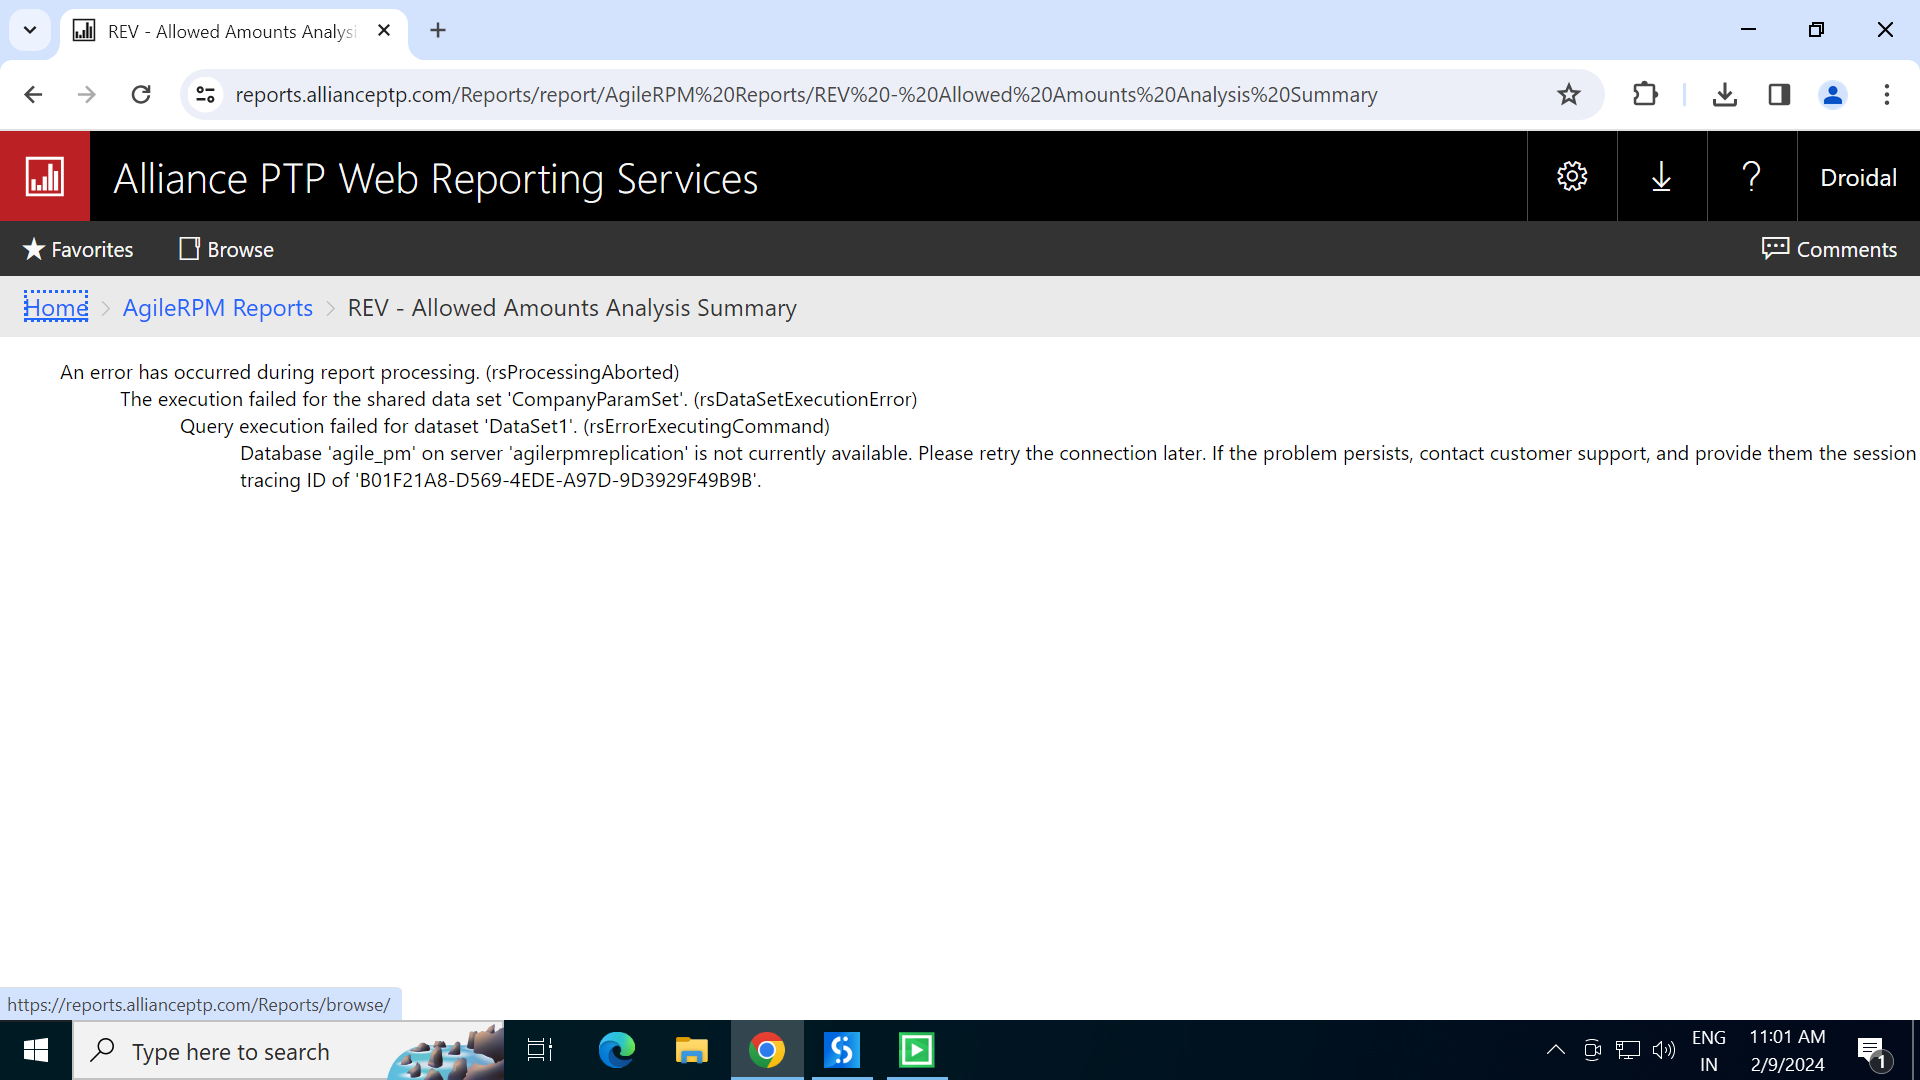 REV - Allowed Amounts Analysi
reports.allianceptp.com/Reports/report/AgileRPM%20Reports/REV%20-%20Allowed%20Amounts%20Analysis%20Summary
Alliance PTP Web Reporting Services
Droidal
Favorites
Browse
Comments
Home > AgileRPM Reports > REV - Allowed Amounts Analysis Summary
An error has occurred during report processing. (rsProcessingAborted)
The execution failed for the shared data set 'CompanyParamSet'. (rsDataSetExecutionError)
Query execution failed for dataset 'DataSet1'. (rsErrorExecutingCommand)
Database 'agile_pm' on server 'agilerpmreplication' is not currently available. Please retry the connection later. If the problem persists, contact customer support, and provide them the session
tracing ID of 'B01F21A8-D569-4EDE-A97D-9D3929F49B9B'.
https://reports.allianceptp.com/Reports/browse/
Type here to search
ENG
IN
11:01 AM
2/9/2024
1